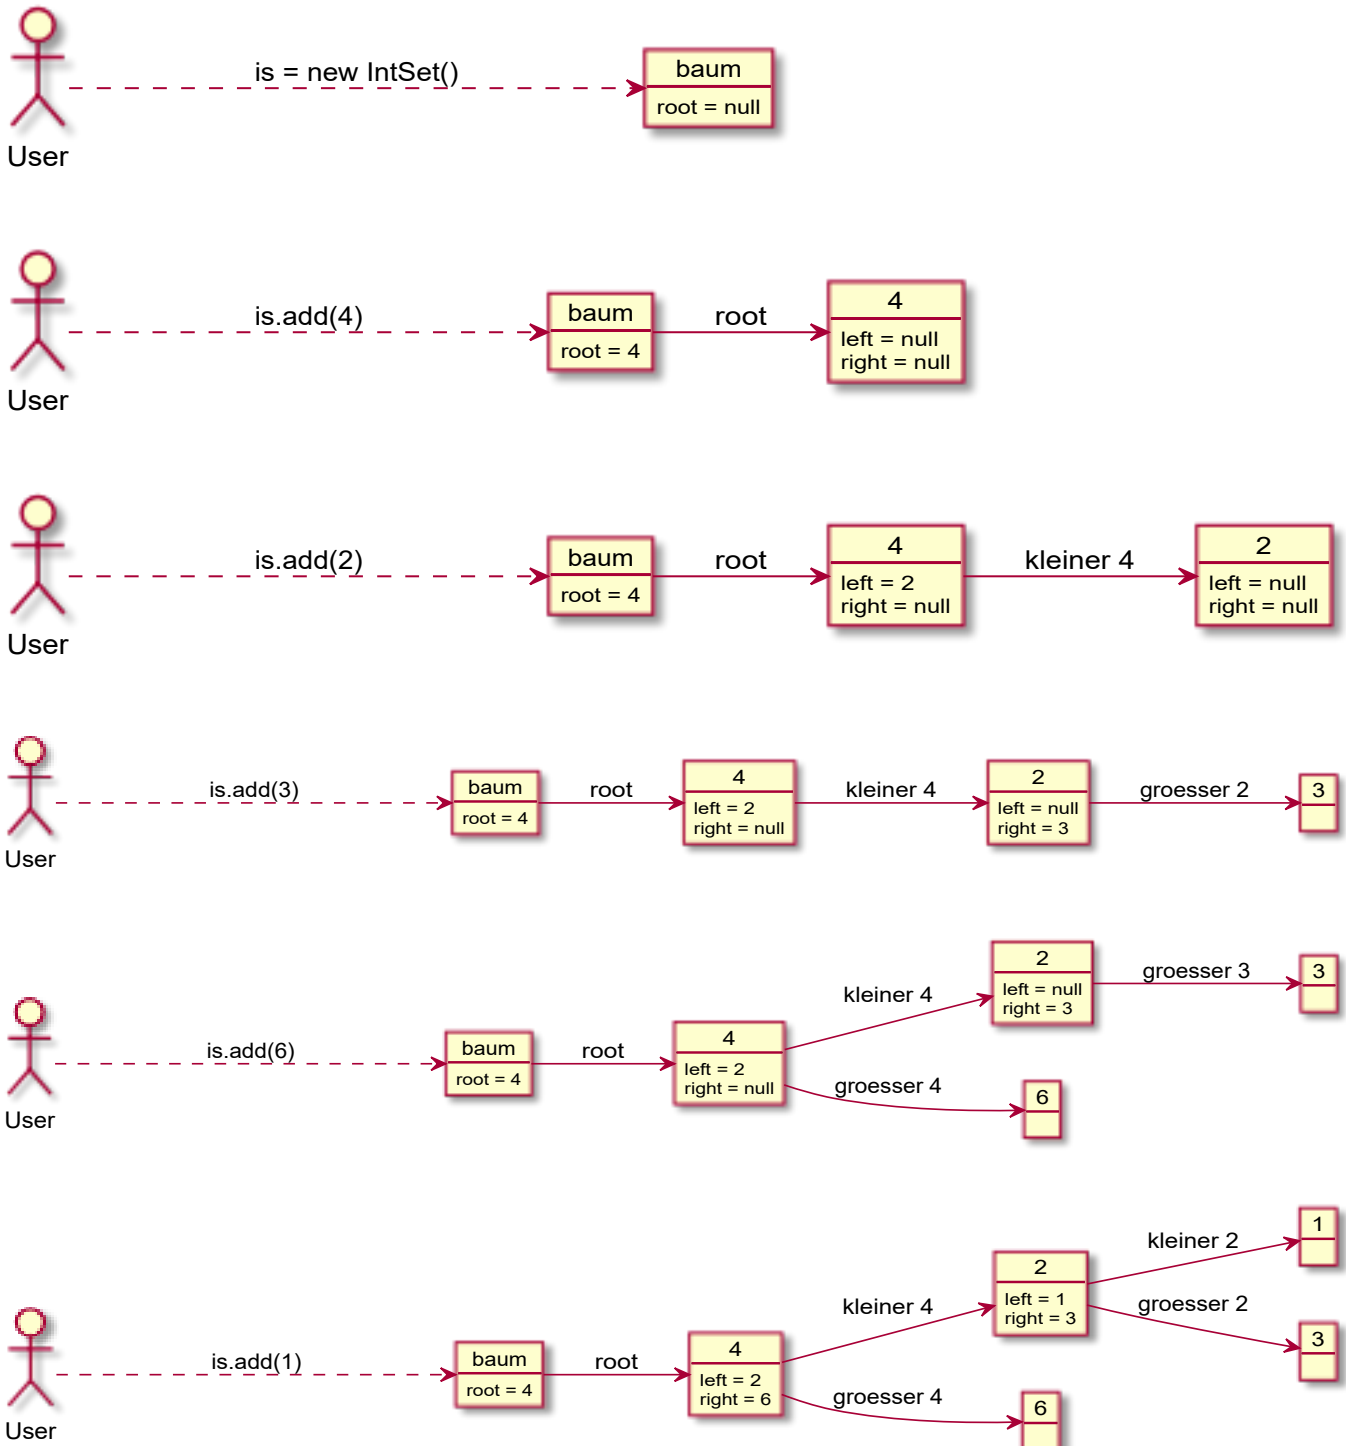 is = new IntSet()
baum
root = null
User
is.add(4)
baum
root = 4
root
4
left = null
right = null
User
is.add(2)
baum
root = 4
root
4
left = 2
right = null
kleiner 4
2
left = null
right = null
User
is.add(3)
baum
root = 4
root
4
left = 2
right = null
kleiner 4
2
left = null
right = 3
groesser 2
3
User
is.add(6)
baum
root = 4
root
4
left = 2
right = null
kleiner 4
2
left = null
right = 3
groesser 3
3
groesser 4
6
User
is.add(1)
baum
root = 4
root
4
left = 2
right = 6
kleiner 4
2
left = 1
right = 3
kleiner 2
1
groesser 2
3
groesser 4
6
User